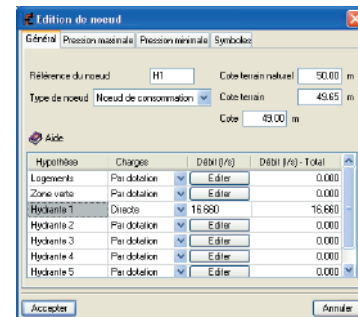 Edition de noeud
Général Pression maximale Pression minimale Symboles
Référence du noeud H1 Cote terrain naturel 50.00 m
Type de noeud Noeud de consommation Cote terrain 49.65 m
Cote 49.00 m
Aide
Hypothèse Charges Débit (l/s) Débit (l/s) - Total
Logements Par dotation Editer 0.000
Zone verte Par dotation Editer 0.000
Hydrante 1 Directe 16.660 16.660
Hydrante 2 Par dotation Editer 0.000
Hydrante 3 Par dotation Editer 0.000
Hydrante 4 Par dotation Editer 0.000
Hydrante 5 Par dotation Editer 0.000
Accepter Annuler